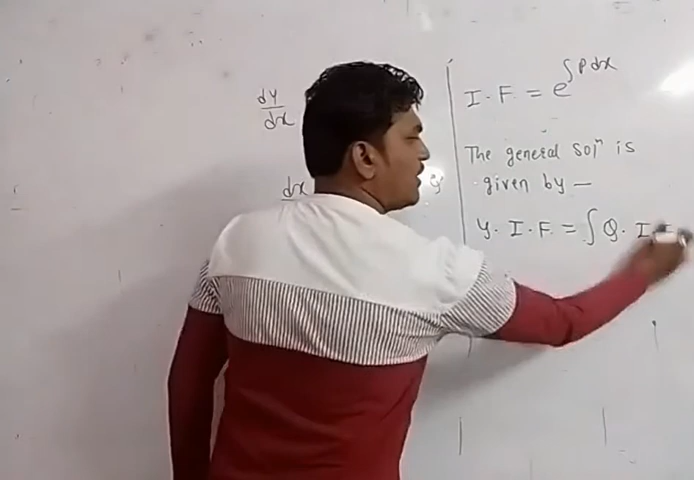 dy/dx
dx
I.F. = e^∫Pdx
The general solⁿ is
given by —
y. I.F. = ∫Q. I